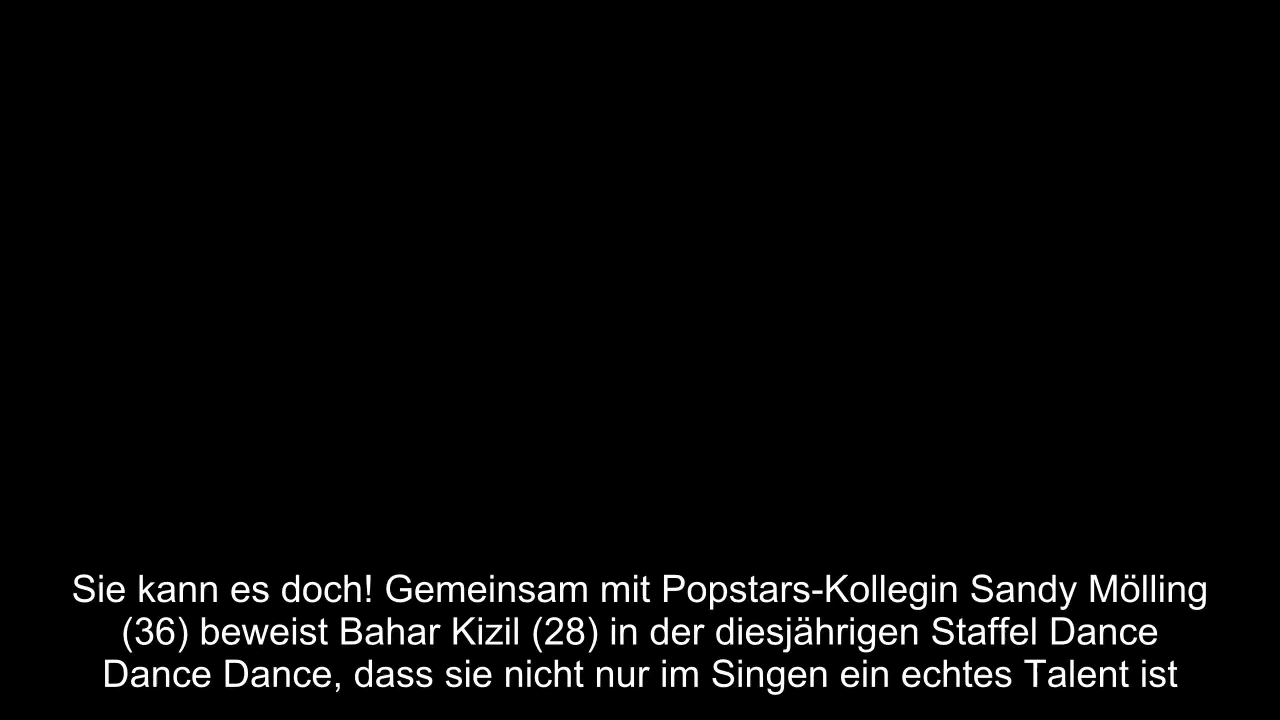 Sie kann es doch! Gemeinsam mit Popstars-Kollegin Sandy Mölling
(36) beweist Bahar Kizil (28) in der diesjährigen Staffel Dance
Dance Dance, dass sie nicht nur im Singen ein echtes Talent ist